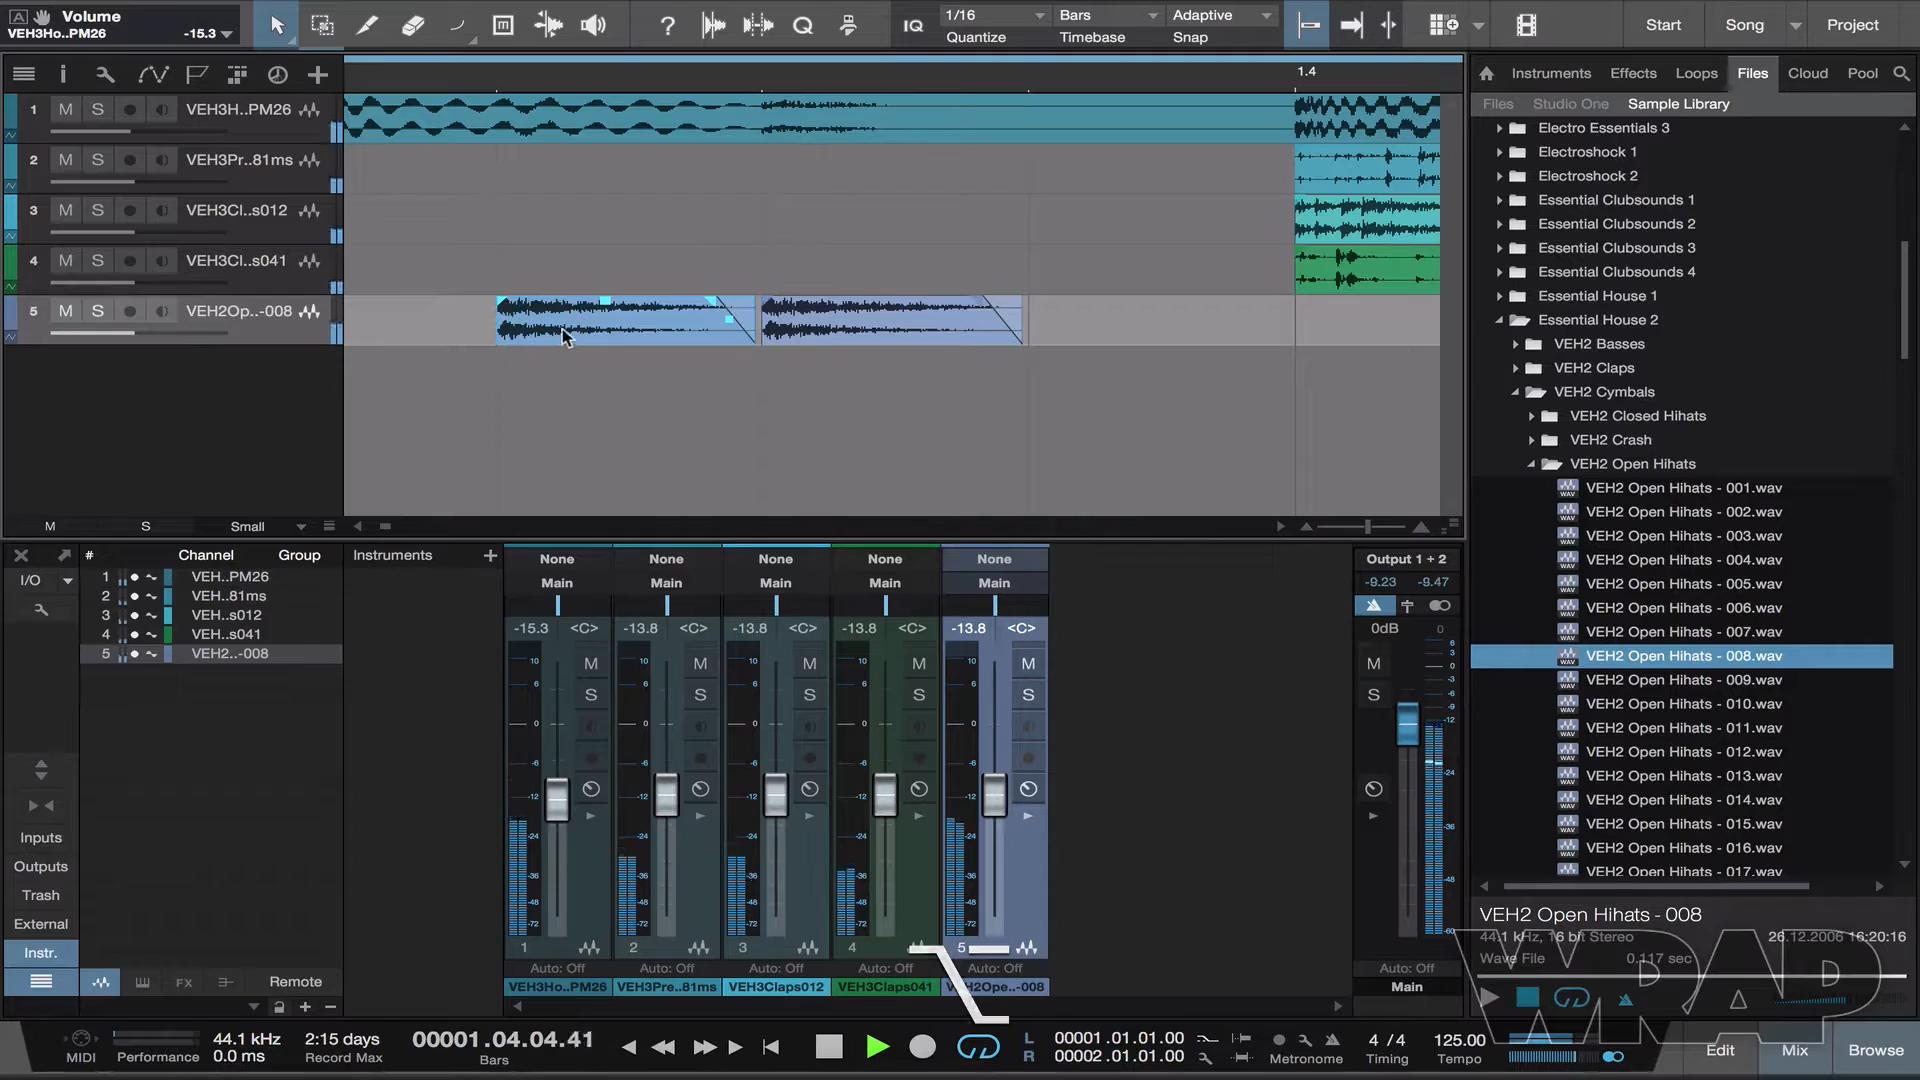 Volume
VEH3Ho..PM26 -15.3
IQ
1/16
Quantize
Bars
Timebase
Adaptive
Snap
Start
Song
Project
1.4
Instruments Effects Loops Files Cloud Pool
Files Studio One Sample Library
1 M S VEH3H..PM26
2 M S VEH3Pr..81ms
3 M S VEH3Cl..s012
4 M S VEH3Cl..s041
5 M S VEH2Op..-008
M S Small
Electro Essentials 3
Electroshock 1
Electroshock 2
Essential Clubsounds 1
Essential Clubsounds 2
Essential Clubsounds 3
Essential Clubsounds 4
Essential House 1
Essential House 2
VEH2 Basses
VEH2 Claps
VEH2 Cymbals
VEH2 Closed Hihats
VEH2 Crash
VEH2 Open Hihats
VEH2 Open Hihats - 001.wav
VEH2 Open Hihats - 002.wav
VEH2 Open Hihats - 003.wav
VEH2 Open Hihats - 004.wav
VEH2 Open Hihats - 005.wav
VEH2 Open Hihats - 006.wav
VEH2 Open Hihats - 007.wav
VEH2 Open Hihats - 008.wav
VEH2 Open Hihats - 009.wav
VEH2 Open Hihats - 010.wav
VEH2 Open Hihats - 011.wav
VEH2 Open Hihats - 012.wav
VEH2 Open Hihats - 013.wav
VEH2 Open Hihats - 014.wav
VEH2 Open Hihats - 015.wav
VEH2 Open Hihats - 016.wav
VEH2 Open Hihats - 017.wav
# Channel Group
I/O
1 VEH..PM26
2 VEH..81ms
3 VEH..s012
4 VEH..s041
5 VEH2..-008
Inputs
Outputs
Trash
External
Instr.
FX
Remote
Instruments
None None None None None
Main Main Main Main Main
-15.3 <C> -13.8 <C> -13.8 <C> -13.8 <C> -13.8 <C>
M M M M M
S S S S S
1 2 3 4 5
Auto: Off Auto: Off Auto: Off Auto: Off Auto: Off
VEH3Ho..PM26 VEH3Pre..81ms VEH3Claps012 VEH3Claps041
Output 1 + 2
-9.23 -9.47
0dB
M
S
Auto: Off
Main
VEH2 Open Hihats - 008
44.1 kHz, 16 bit Stereo 26.12.2006 16:20:16
Wave File 0.117 sec
WRAP
MIDI
Performance
44.1 kHz
0.0 ms
2:15 days
Record Max
00001.04.04.41
Bars
L 00001.01.01.00
R 00002.01.01.00
Metronome
4 / 4
Timing
125.00
Tempo
Edit
Mix
Browse